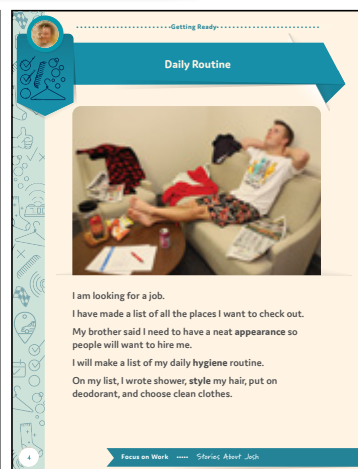 Getting Ready
Daily Routine
I am looking for a job.
I have made a list of all the places I want to check out.
My brother said I need to have a neat appearance so
people will want to hire me.
I will make a list of my daily hygiene routine.
On my list, I wrote shower, style my hair, put on
deodorant, and choose clean clothes.
4
Focus on Work ····· Stories About Josh